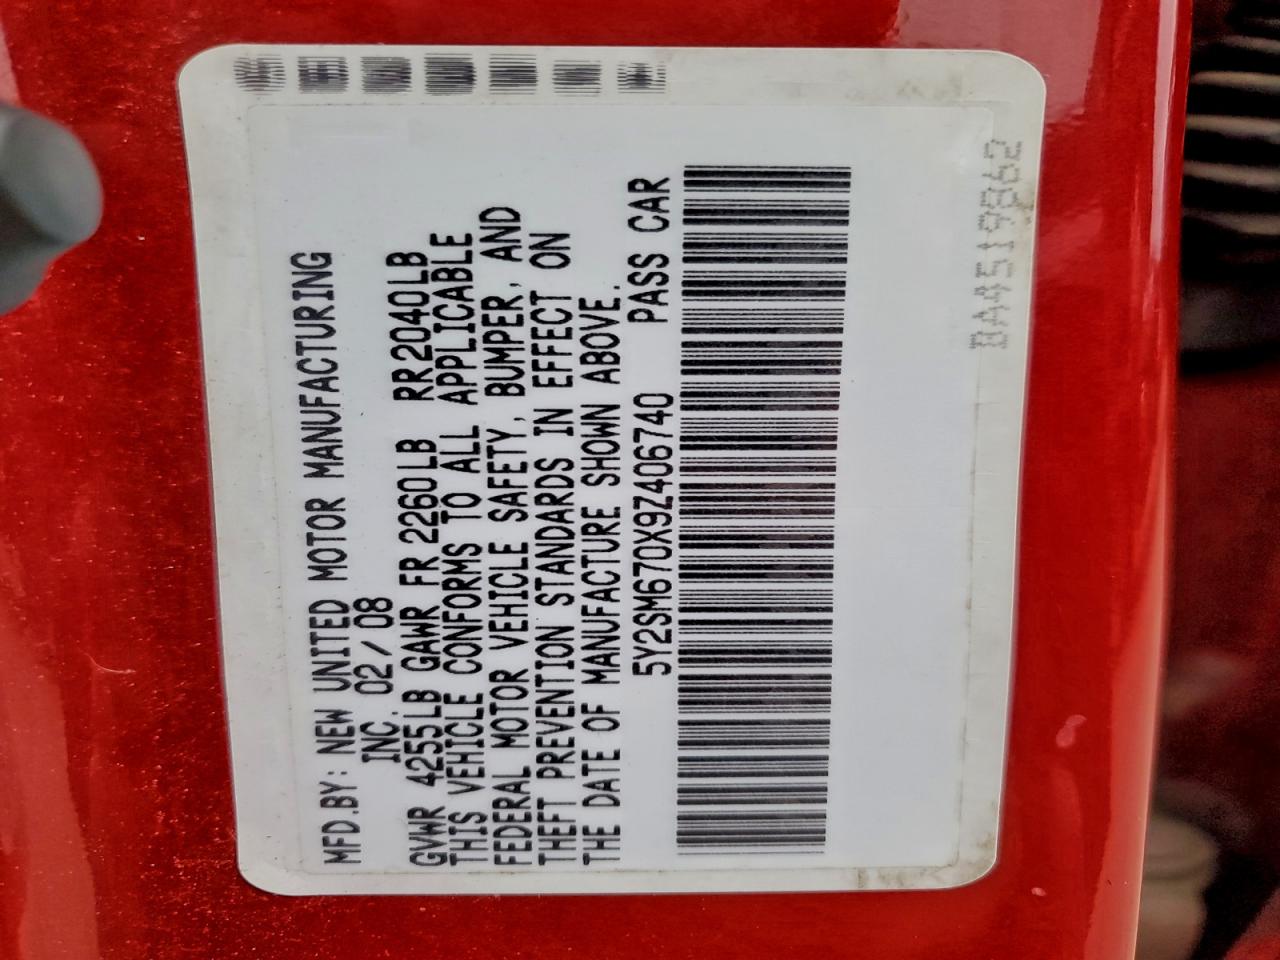 MFD.BY: NEW UNITED MOTOR MANUFACTURING
INC. 02/08
GVWR 4255LB GAWR FR 2260LB RR2040LB
THIS VEHICLE CONFORMS TO ALL APPLICABLE
FEDERAL MOTOR VEHICLE SAFETY, BUMPER, AND
THEFT PREVENTION STANDARDS IN EFFECT ON
THE DATE OF MANUFACTURE SHOWN ABOVE.
5Y2SM670X9Z406740 PASS CAR
BA4519862